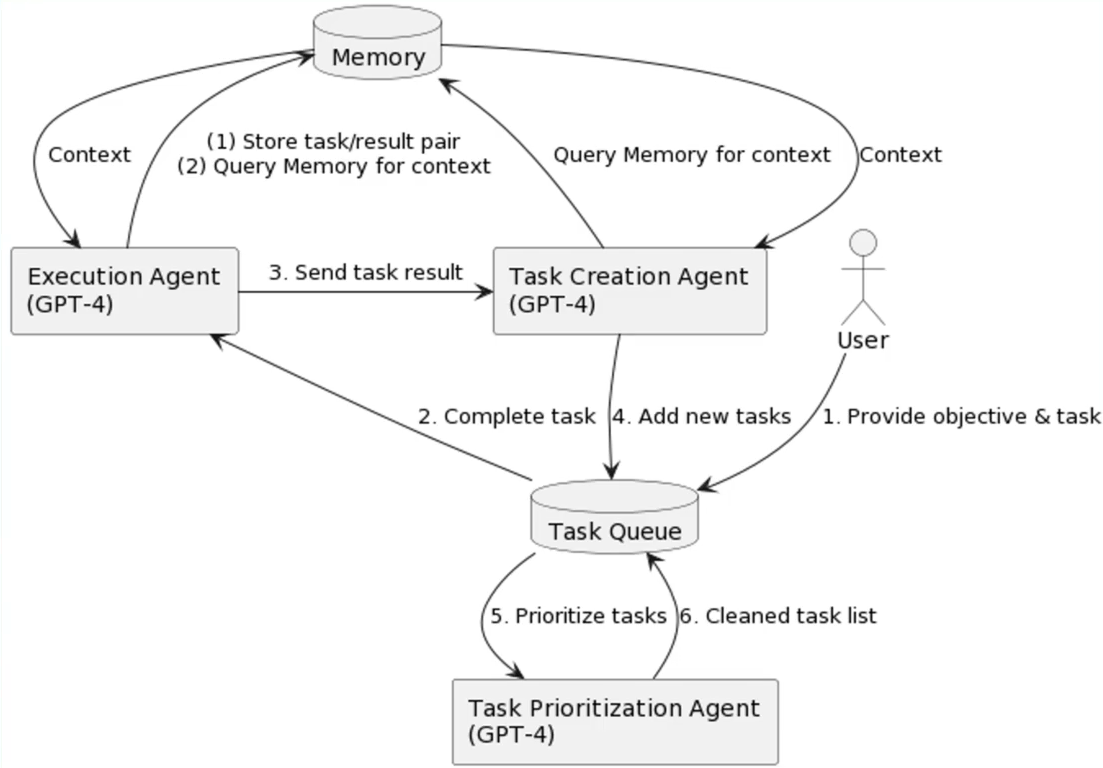 Memory
Context
(1) Store task/result pair
(2) Query Memory for context
Query Memory for context
Context
Execution Agent
(GPT-4)
3. Send task result
Task Creation Agent
(GPT-4)
User
2. Complete task
4. Add new tasks
1. Provide objective & task
Task Queue
5. Prioritize tasks
6. Cleaned task list
Task Prioritization Agent
(GPT-4)